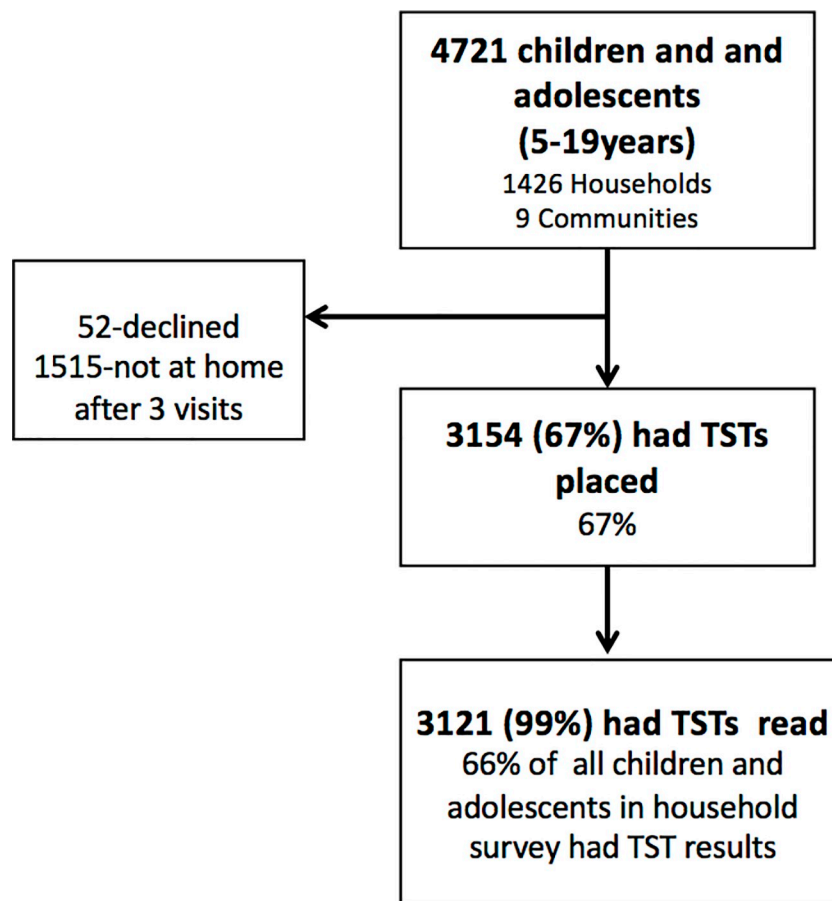 4721 children and and
adolescents
(5-19years)
1426 Households
9 Communities
52-declined
1515-not at home
after 3 visits
3154 (67%) had TSTs
placed
67%
3121 (99%) had TSTs read
66% of all children and
adolescents in household
survey had TST results